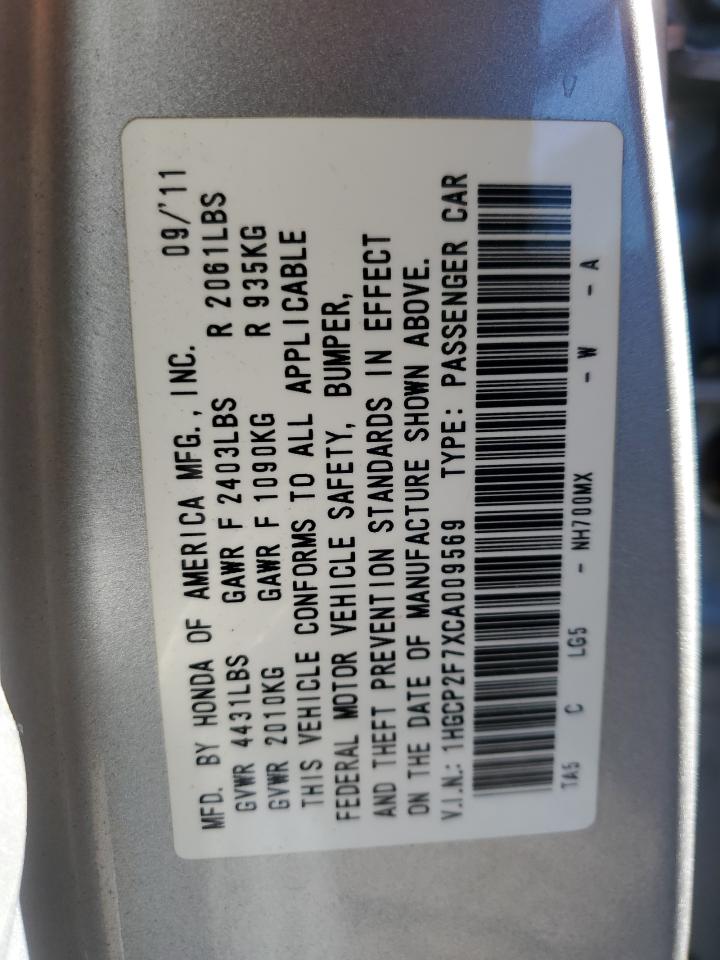 MFD. BY HONDA OF AMERICA MFG., INC. 09/'11
GVWR 4431LBS GAWR F 2403LBS R 2061LBS
GVWR 2010KG GAWR F 1090KG R 935KG
THIS VEHICLE CONFORMS TO ALL APPLICABLE
FEDERAL MOTOR VEHICLE SAFETY, BUMPER,
AND THEFT PREVENTION STANDARDS IN EFFECT
ON THE DATE OF MANUFACTURE SHOWN ABOVE.
V.I.N.: 1HGCP2F7XCA009569 TYPE: PASSENGER CAR
TA5 C LG5 - NH700MX - W - A